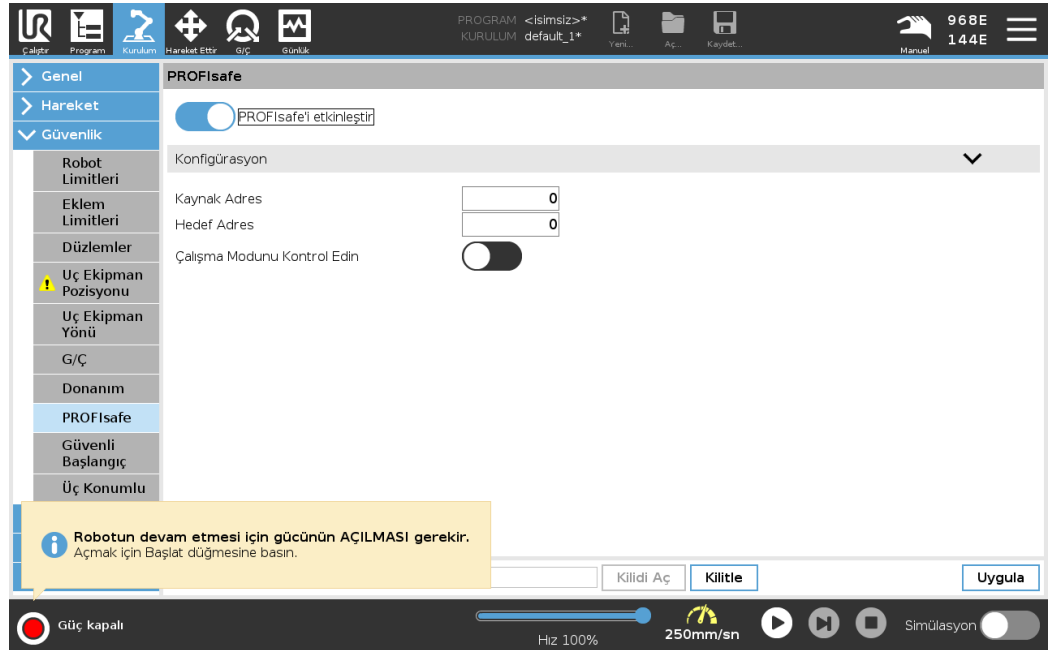 PROGRAM <isimsiz>*
KURULUM default_1*
968E
144E
Çalıştır
Program
Kurulum
Hareket Ettir
G/Ç
Günlük
Yeni...
Aç...
Kaydet...
Manuel
Genel
Hareket
Güvenlik
Robot
Limitleri
Eklem
Limitleri
Düzlemler
Uç Ekipman
Pozisyonu
Uç Ekipman
Yönü
G/Ç
Donanım
PROFIsafe
Güvenli
Başlangıç
Üç Konumlu
PROFIsafe
PROFIsafe'i etkinleştir
Konfigürasyon
Kaynak Adres 0
Hedef Adres 0
Çalışma Modunu Kontrol Edin
Robotun devam etmesi için gücünün AÇILMASI gerekir.
Açmak için Başlat düğmesine basın.
Kilidi Aç
Kilitle
Uygula
Güç kapalı
Hız 100%
250mm/sn
Simülasyon